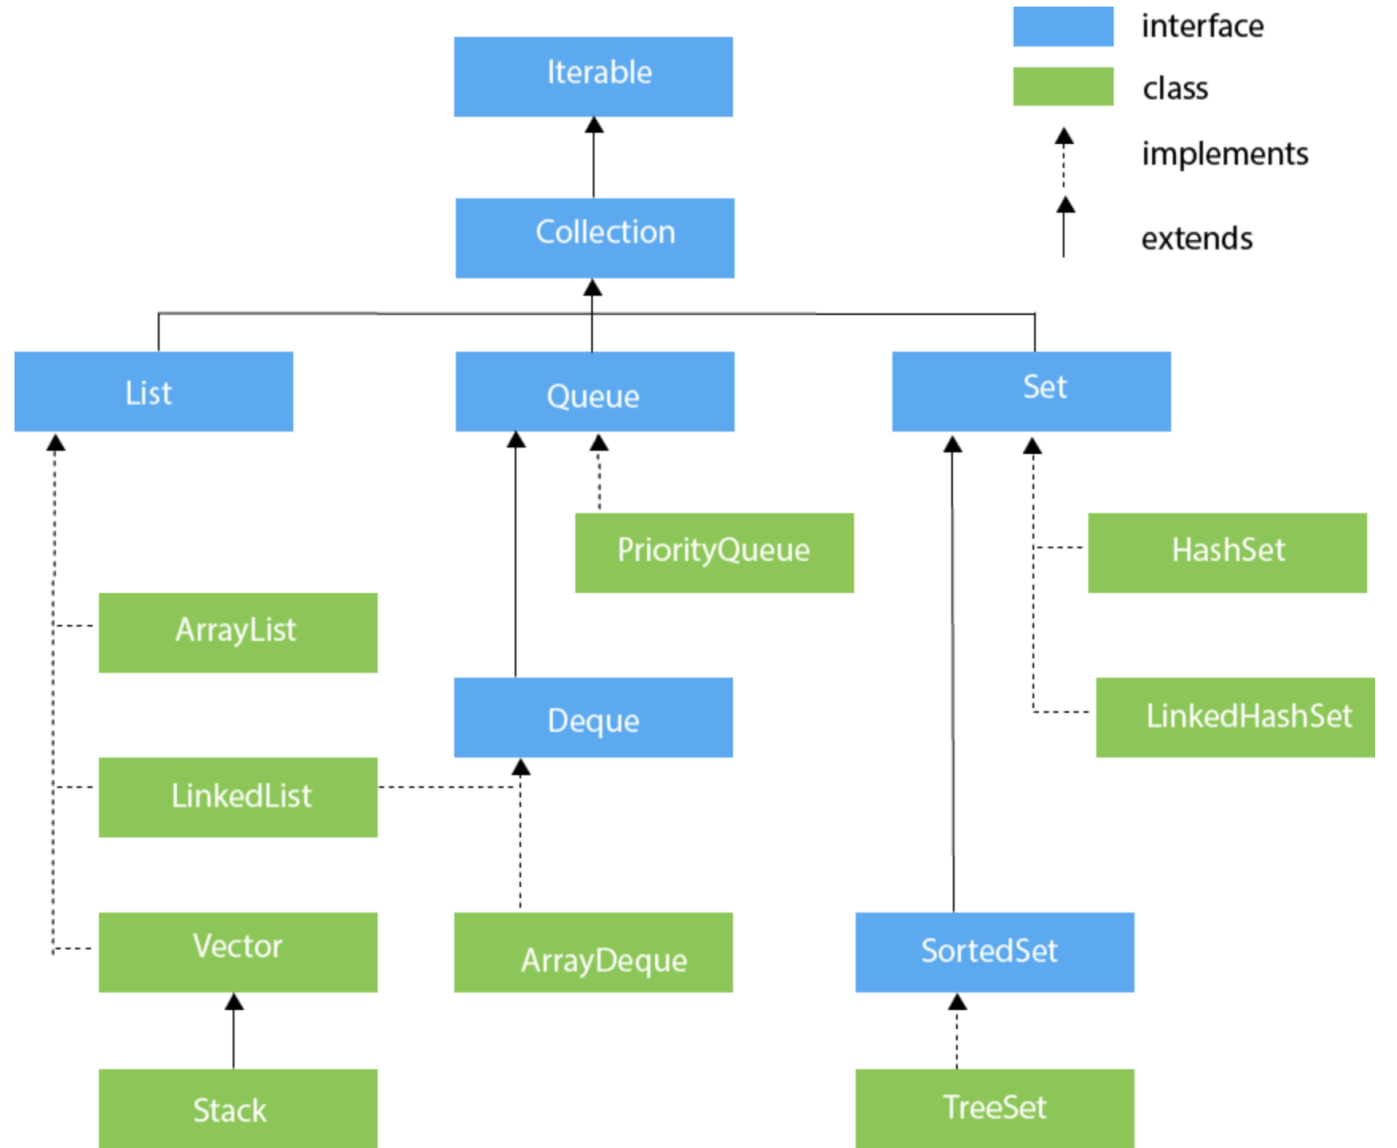 interface
Iterable
class
implements
Collection
extends
List
Queue
Set
PriorityQueue
HashSet
ArrayList
Deque
LinkedHashSet
LinkedList
Vector
ArrayDeque
SortedSet
Stack
TreeSet